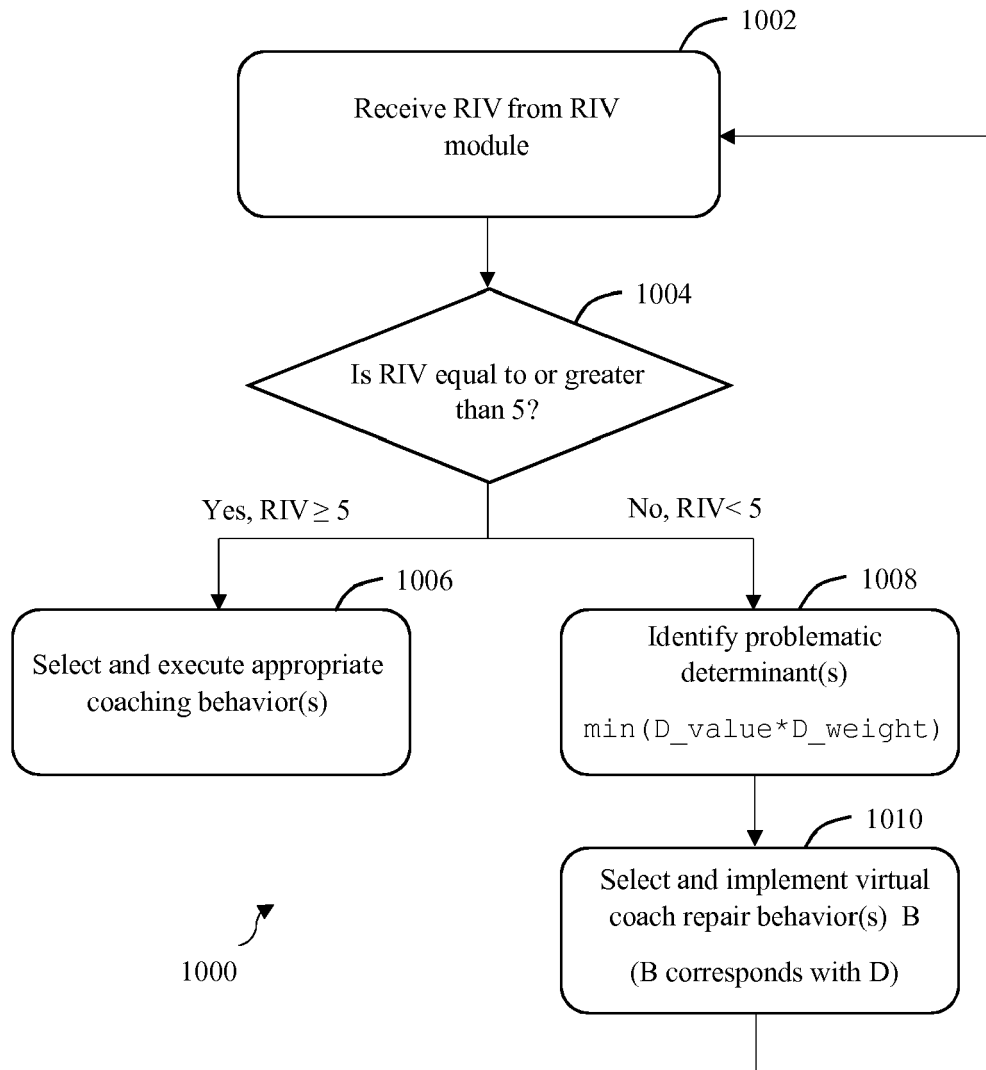 1002
Receive RIV from RIV
module
1004
Is RIV equal to or greater
than 5?
Yes, RIV ≥ 5
No, RIV< 5
1006
Select and execute appropriate
coaching behavior(s)
1008
Identify problematic
determinant(s)
min(D_value*D_weight)
1010
Select and implement virtual
coach repair behavior(s) B
(B corresponds with D)
1000